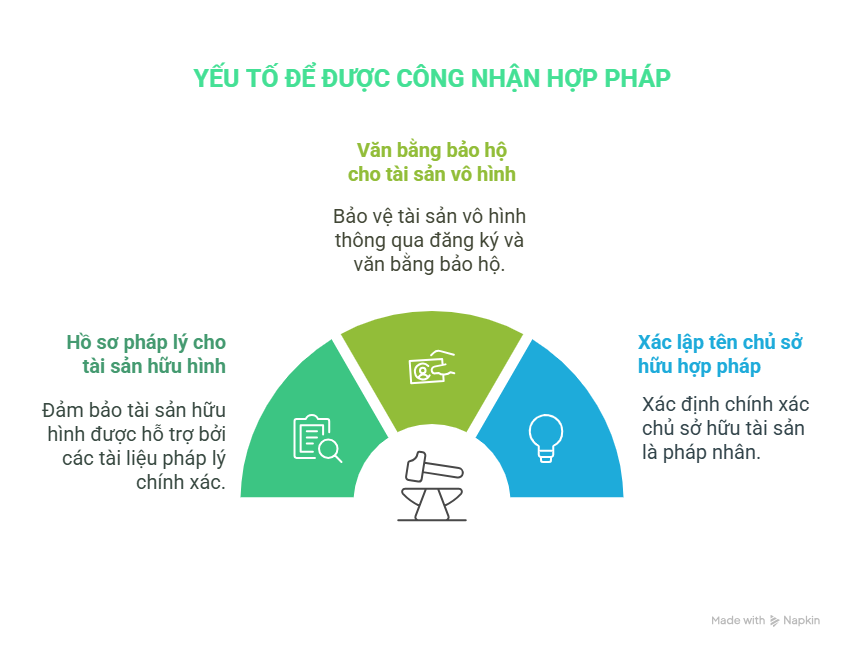 YẾU TỐ ĐỂ ĐƯỢC CÔNG NHẬN HỢP PHÁP
Văn bằng bảo hộ
cho tài sản vô hình
Bảo vệ tài sản vô hình
thông qua đăng ký và
văn bằng bảo hộ.
Hồ sơ pháp lý cho
tài sản hữu hình
Đảm bảo tài sản hữu
hình được hỗ trợ bởi
các tài liệu pháp lý
chính xác.
Xác lập tên chủ sở
hữu hợp pháp
Xác định chính xác
chủ sở hữu tài sản
là pháp nhân.
Made with Napkin